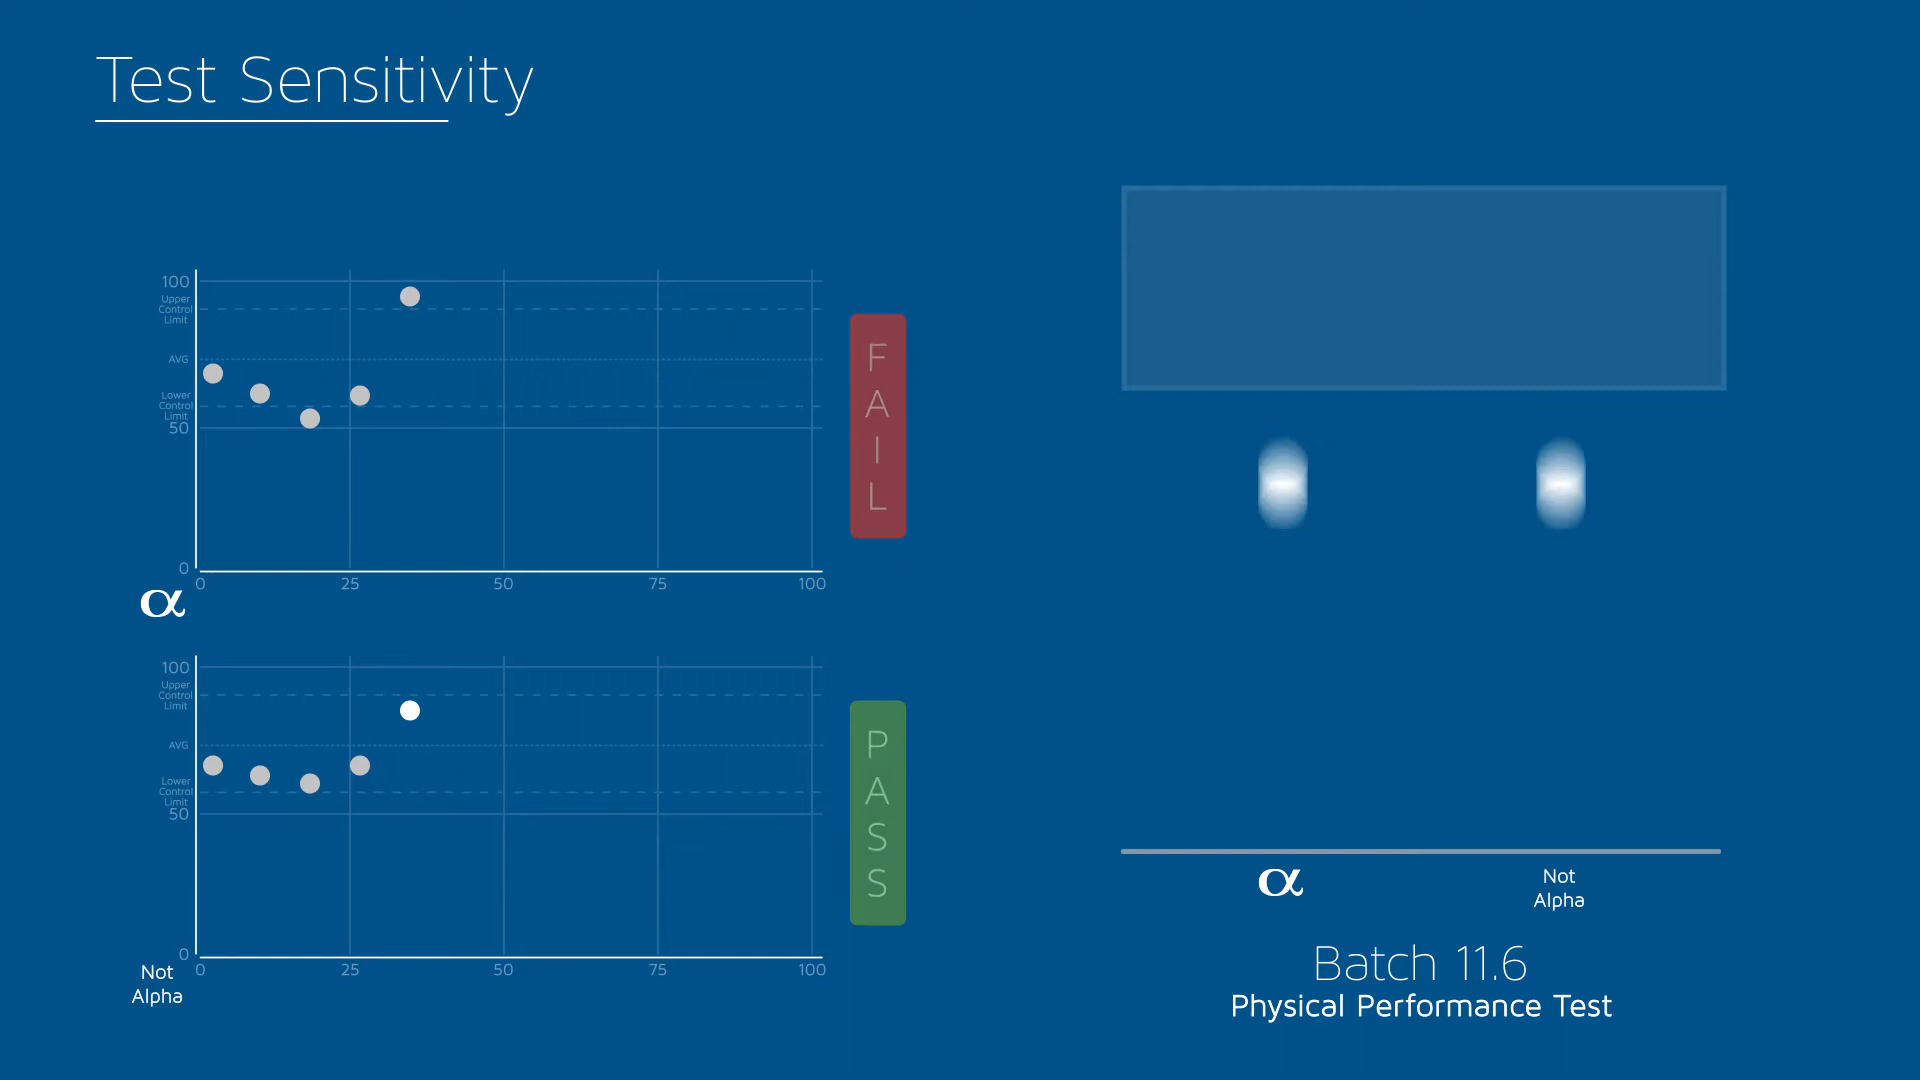 Test Sensitivity
100
Upper
Control
Limit
AVG
Lower
Control
Limit
50
0
0 25 50 75 100
α
FAIL
100
Upper
Control
Limit
AVG
Lower
Control
Limit
50
0
0 25 50 75 100
Not
Alpha
PASS
α
Not
Alpha
Batch 11.6
Physical Performance Test